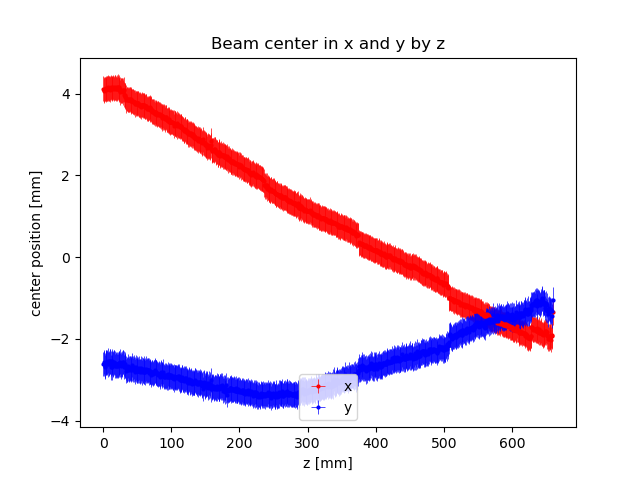 Beam center in x and y by z
center position [mm]
4
2
0
−2
−4
x
y
0 100 200 300 400 500 600
z [mm]